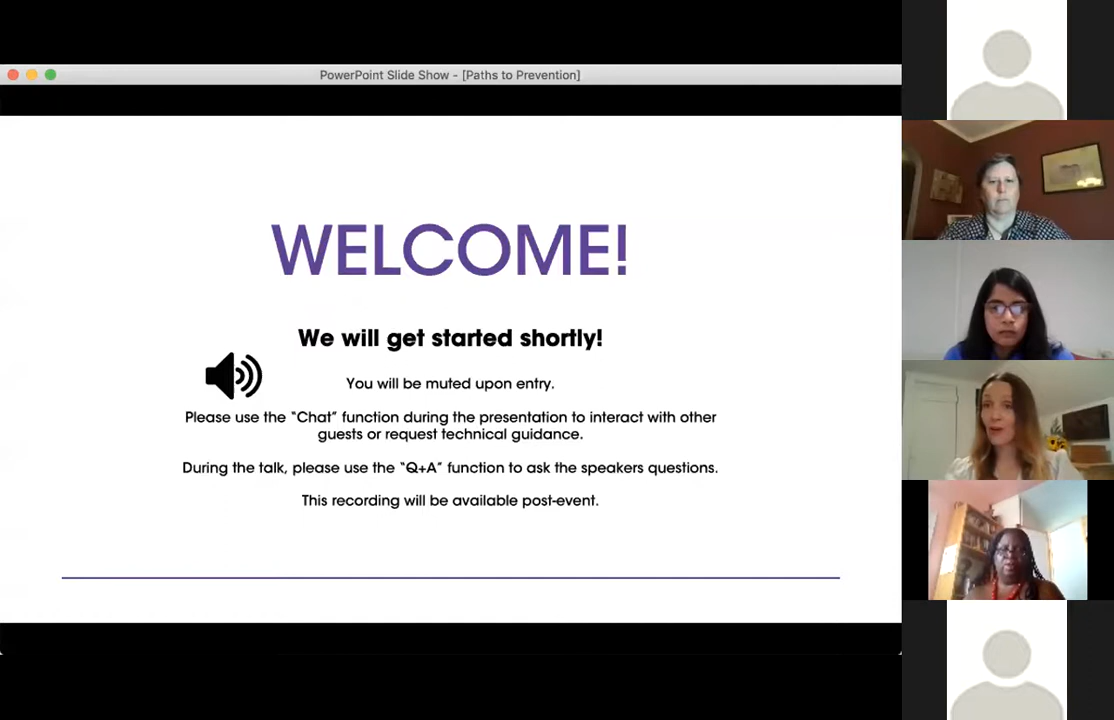 PowerPoint Slide Show - [Paths to Prevention]
WELCOME!
We will get started shortly!
You will be muted upon entry.
Please use the “Chat” function during the presentation to interact with other
guests or request technical guidance.
During the talk, please use the “Q+A” function to ask the speakers questions.
This recording will be available post-event.